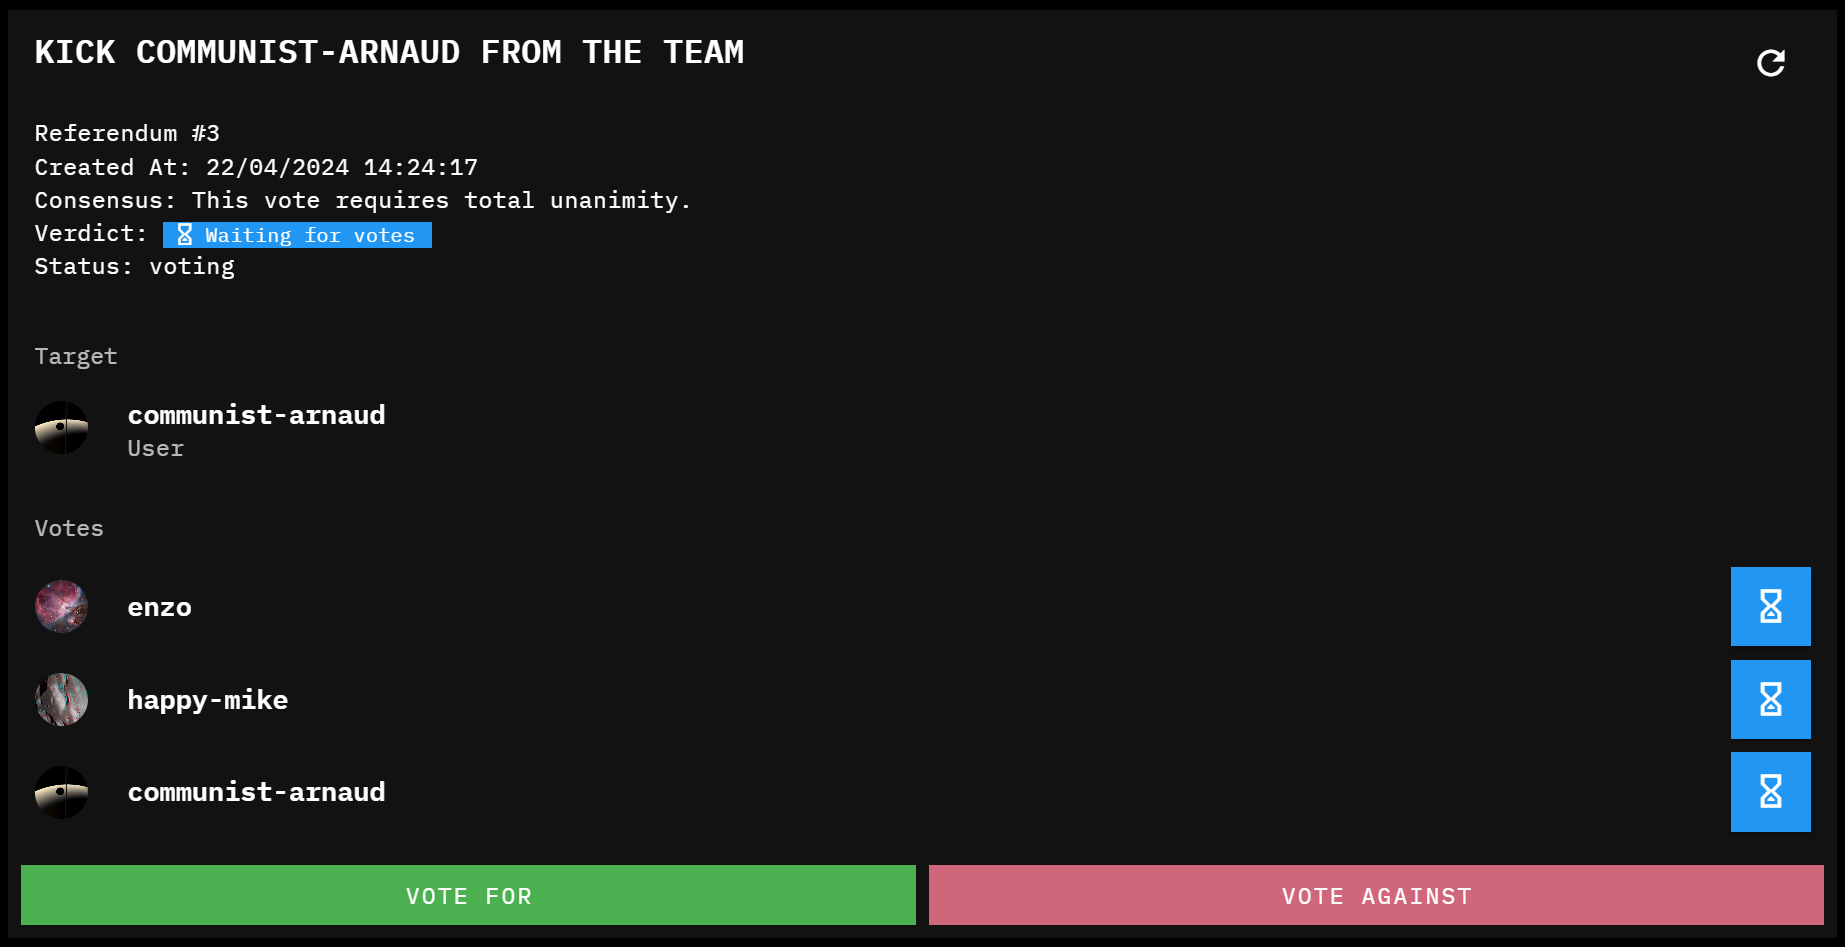 KICK COMMUNIST-ARNAUD FROM THE TEAM
Referendum #3
Created At: 22/04/2024 14:24:17
Consensus: This vote requires total unanimity.
Verdict: Waiting for votes
Status: voting
Target
communist-arnaud
User
Votes
enzo
happy-mike
communist-arnaud
VOTE FOR
VOTE AGAINST